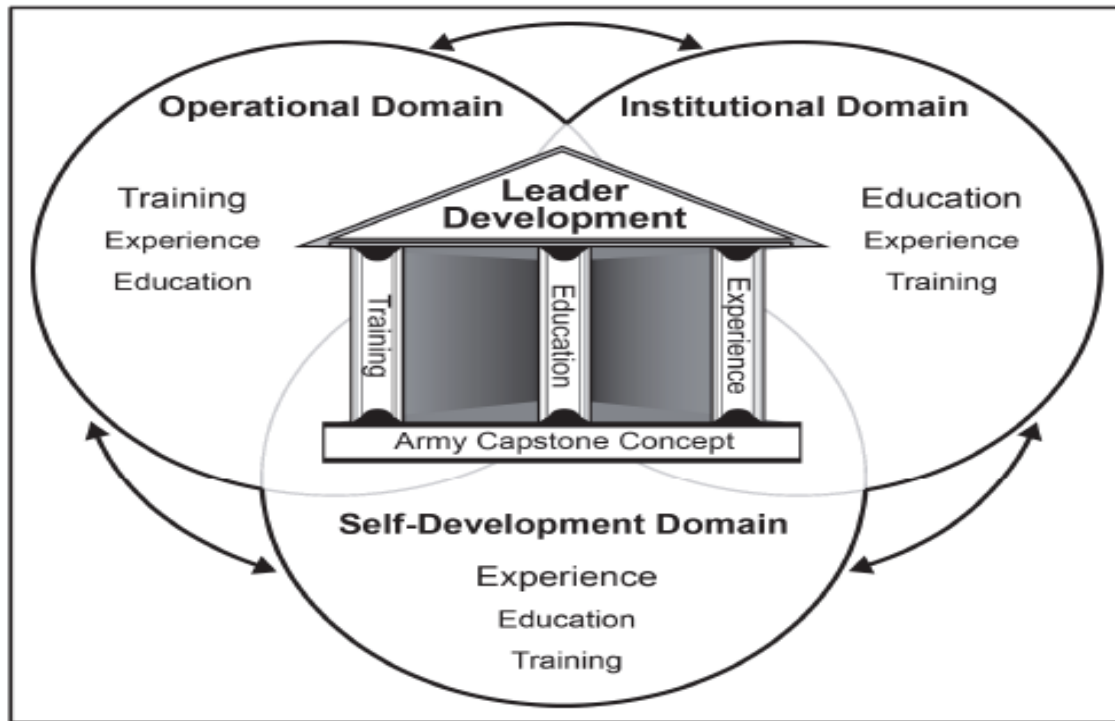 Operational Domain
Institutional Domain
Training
Experience
Education
Leader
Development
Education
Experience
Training
Training
Education
Experience
Army Capstone Concept
Self-Development Domain
Experience
Education
Training